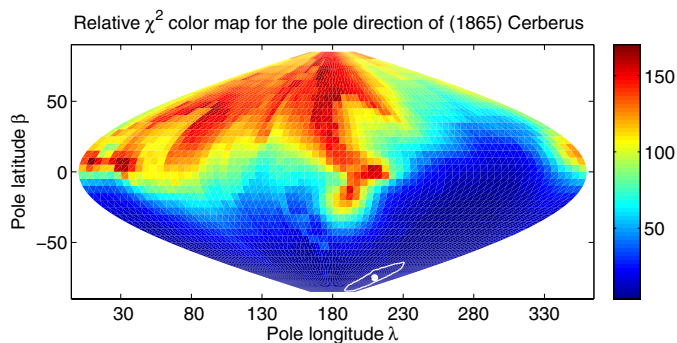 Relative χ² color map for the pole direction of (1865) Cerberus
Pole latitude β
50
0
−50
30 80 130 180 230 280 330
Pole longitude λ
150
100
50